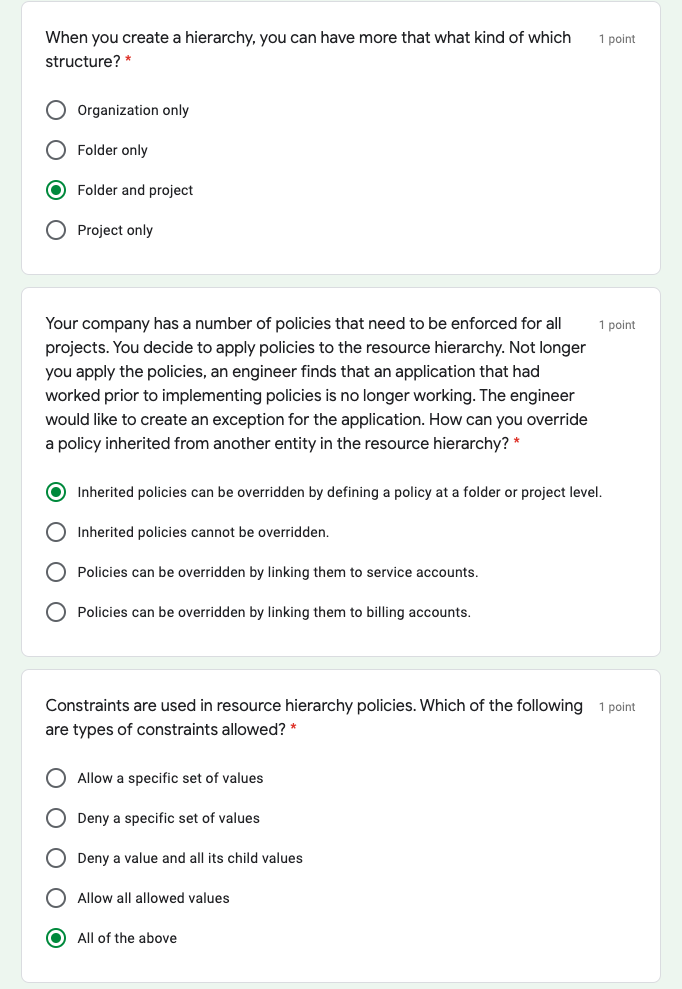 When you create a hierarchy, you can have more that what kind of which
1 point
structure? *
Organization only
Folder only
Folder and project
Project only
Your company has a number of policies that need to be enforced for all
1 point
projects. You decide to apply policies to the resource hierarchy. Not longer
you apply the policies, an engineer finds that an application that had
worked prior to implementing policies is no longer working. The engineer
would like to create an exception for the application. How can you override
a policy inherited from another entity in the resource hierarchy? *
Inherited policies can be overridden by defining a policy at a folder or project level.
Inherited policies cannot be overridden.
Policies can be overridden by linking them to service accounts.
Policies can be overridden by linking them to billing accounts.
Constraints are used in resource hierarchy policies. Which of the following
1 point
are types of constraints allowed? *
Allow a specific set of values
Deny a specific set of values
Deny a value and all its child values
Allow all allowed values
All of the above